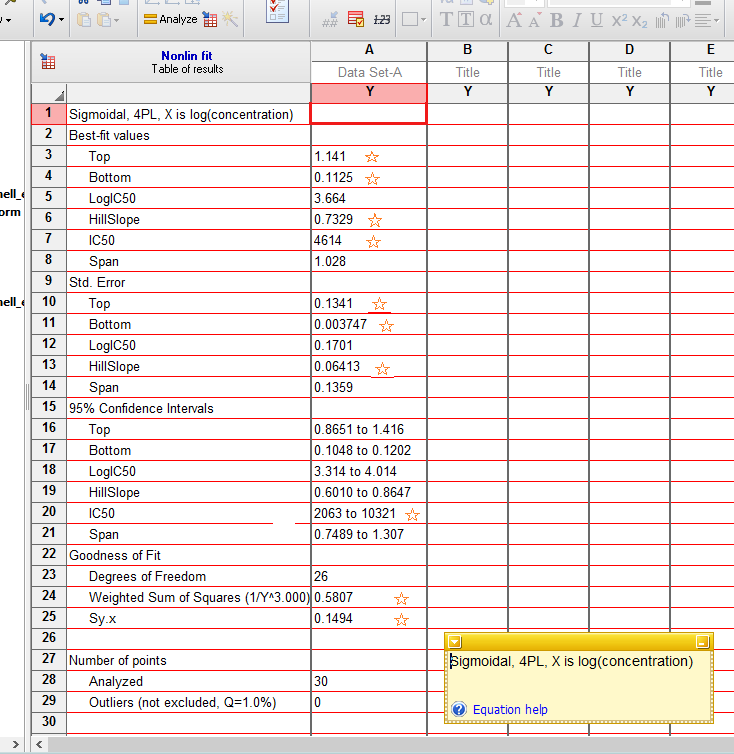 Analyze
123
T T α A A B I U X² X₂
Nonlin fit
Table of results
A B C D E
Data Set-A Title Title Title Title
Y Y Y Y Y
1 Sigmoidal, 4PL, X is log(concentration)
2 Best-fit values
3 Top 1.141
4 Bottom 0.1125
5 LogIC50 3.664
6 HillSlope 0.7329
7 IC50 4614
8 Span 1.028
9 Std. Error
10 Top 0.1341
11 Bottom 0.003747
12 LogIC50 0.1701
13 HillSlope 0.06413
14 Span 0.1359
15 95% Confidence Intervals
16 Top 0.8651 to 1.416
17 Bottom 0.1048 to 0.1202
18 LogIC50 3.314 to 4.014
19 HillSlope 0.6010 to 0.8647
20 IC50 2063 to 10321
21 Span 0.7489 to 1.307
22 Goodness of Fit
23 Degrees of Freedom 26
24 Weighted Sum of Squares (1/Y^3.000) 0.5807
25 Sy.x 0.1494
26
27 Number of points
28 Analyzed 30
29 Outliers (not excluded, Q=1.0%) 0
30
Sigmoidal, 4PL, X is log(concentration)
Equation help